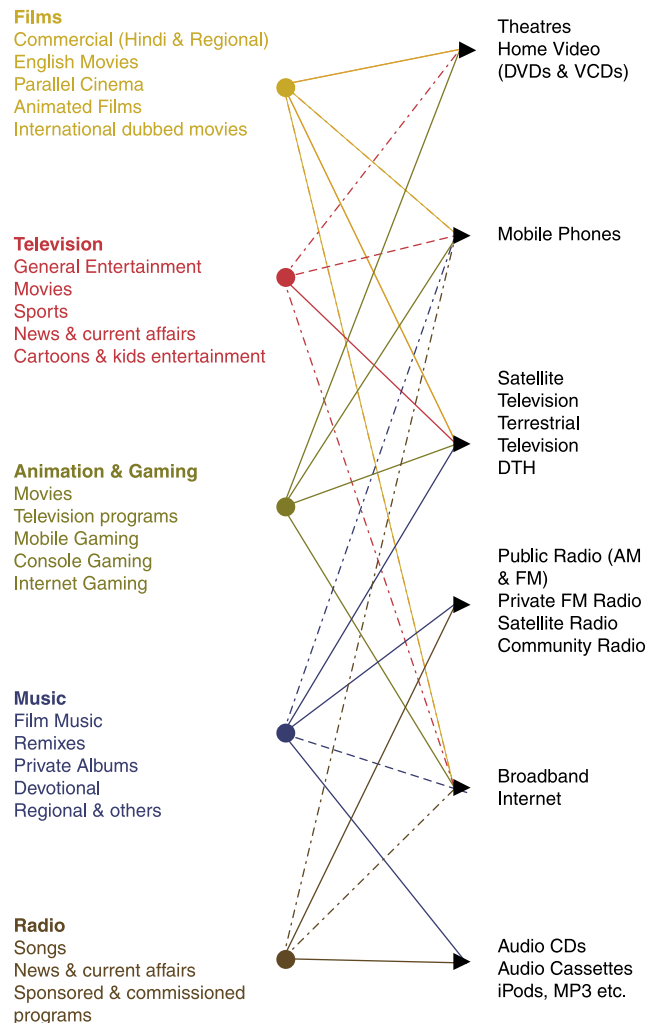 Films
Commercial (Hindi & Regional)
English Movies
Parallel Cinema
Animated Films
International dubbed movies
Television
General Entertainment
Movies
Sports
News & current affairs
Cartoons & kids entertainment
Animation & Gaming
Movies
Television programs
Mobile Gaming
Console Gaming
Internet Gaming
Music
Film Music
Remixes
Private Albums
Devotional
Regional & others
Radio
Songs
News & current affairs
Sponsored & commissioned
programs
Theatres
Home Video
(DVDs & VCDs)
Mobile Phones
Satellite
Television
Terrestrial
Television
DTH
Public Radio (AM
& FM)
Private FM Radio
Satellite Radio
Community Radio
Broadband
Internet
Audio CDs
Audio Cassettes
iPods, MP3 etc.